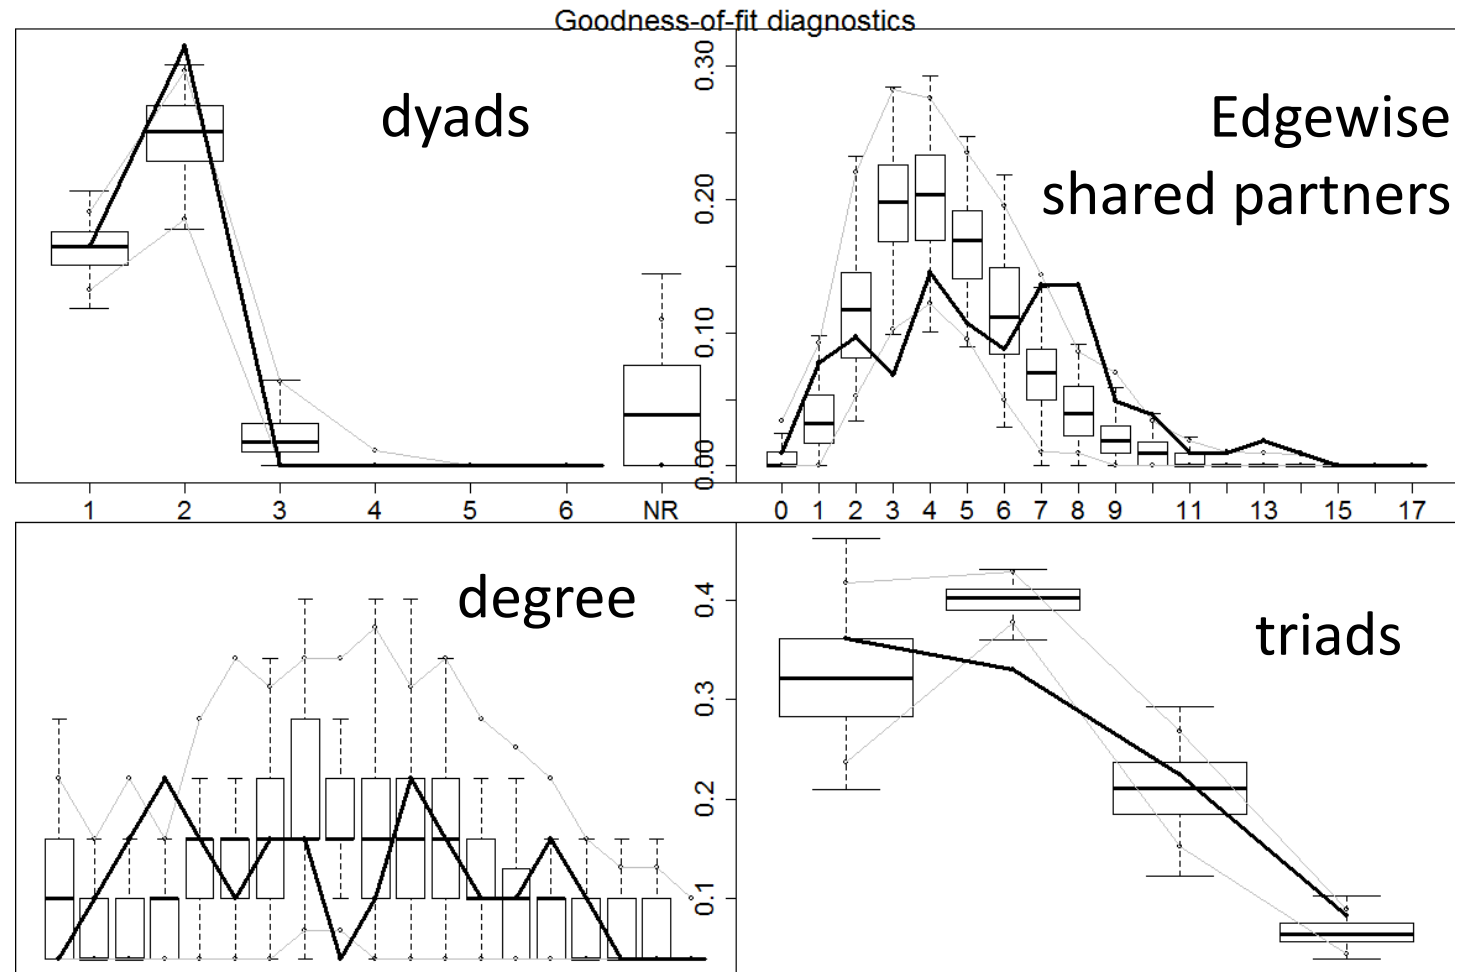 Goodness-of-fit diagnostics
dyads
0.30
0.20
0.10
0.00
Edgewise
shared partners
1 2 3 4 5 6 NR
0 1 2 3 4 5 6 7 8 9 11 13 15 17
degree
0.4
0.3
0.2
0.1
triads